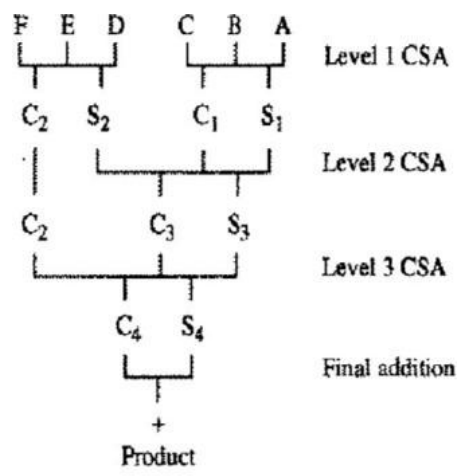 F E D C B A
Level 1 CSA
C₂ S₂ C₁ S₁
Level 2 CSA
C₂ C₃ S₃
Level 3 CSA
C₄ S₄
Final addition
+
Product